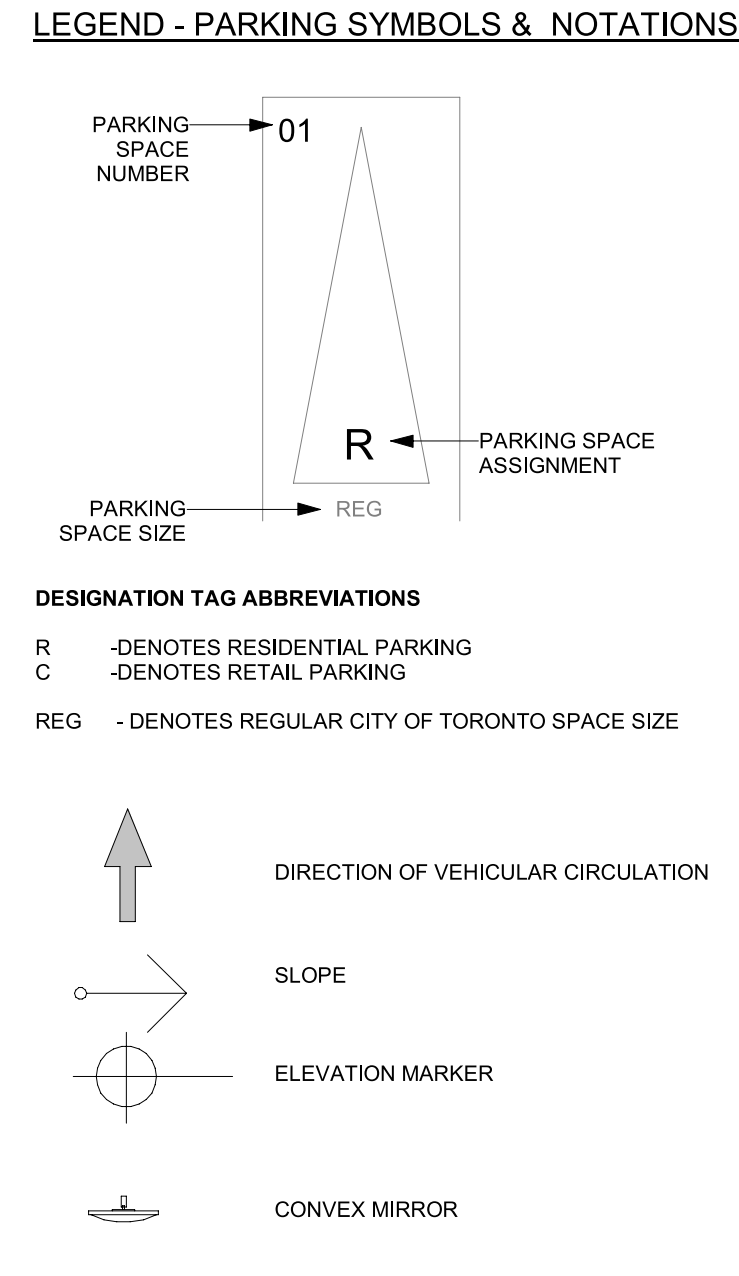 LEGEND - PARKING SYMBOLS & NOTATIONS
PARKING
SPACE
NUMBER
01
R
PARKING SPACE
ASSIGNMENT
PARKING
SPACE SIZE
REG
DESIGNATION TAG ABBREVIATIONS
R -DENOTES RESIDENTIAL PARKING
C -DENOTES RETAIL PARKING
REG - DENOTES REGULAR CITY OF TORONTO SPACE SIZE
DIRECTION OF VEHICULAR CIRCULATION
SLOPE
ELEVATION MARKER
CONVEX MIRROR